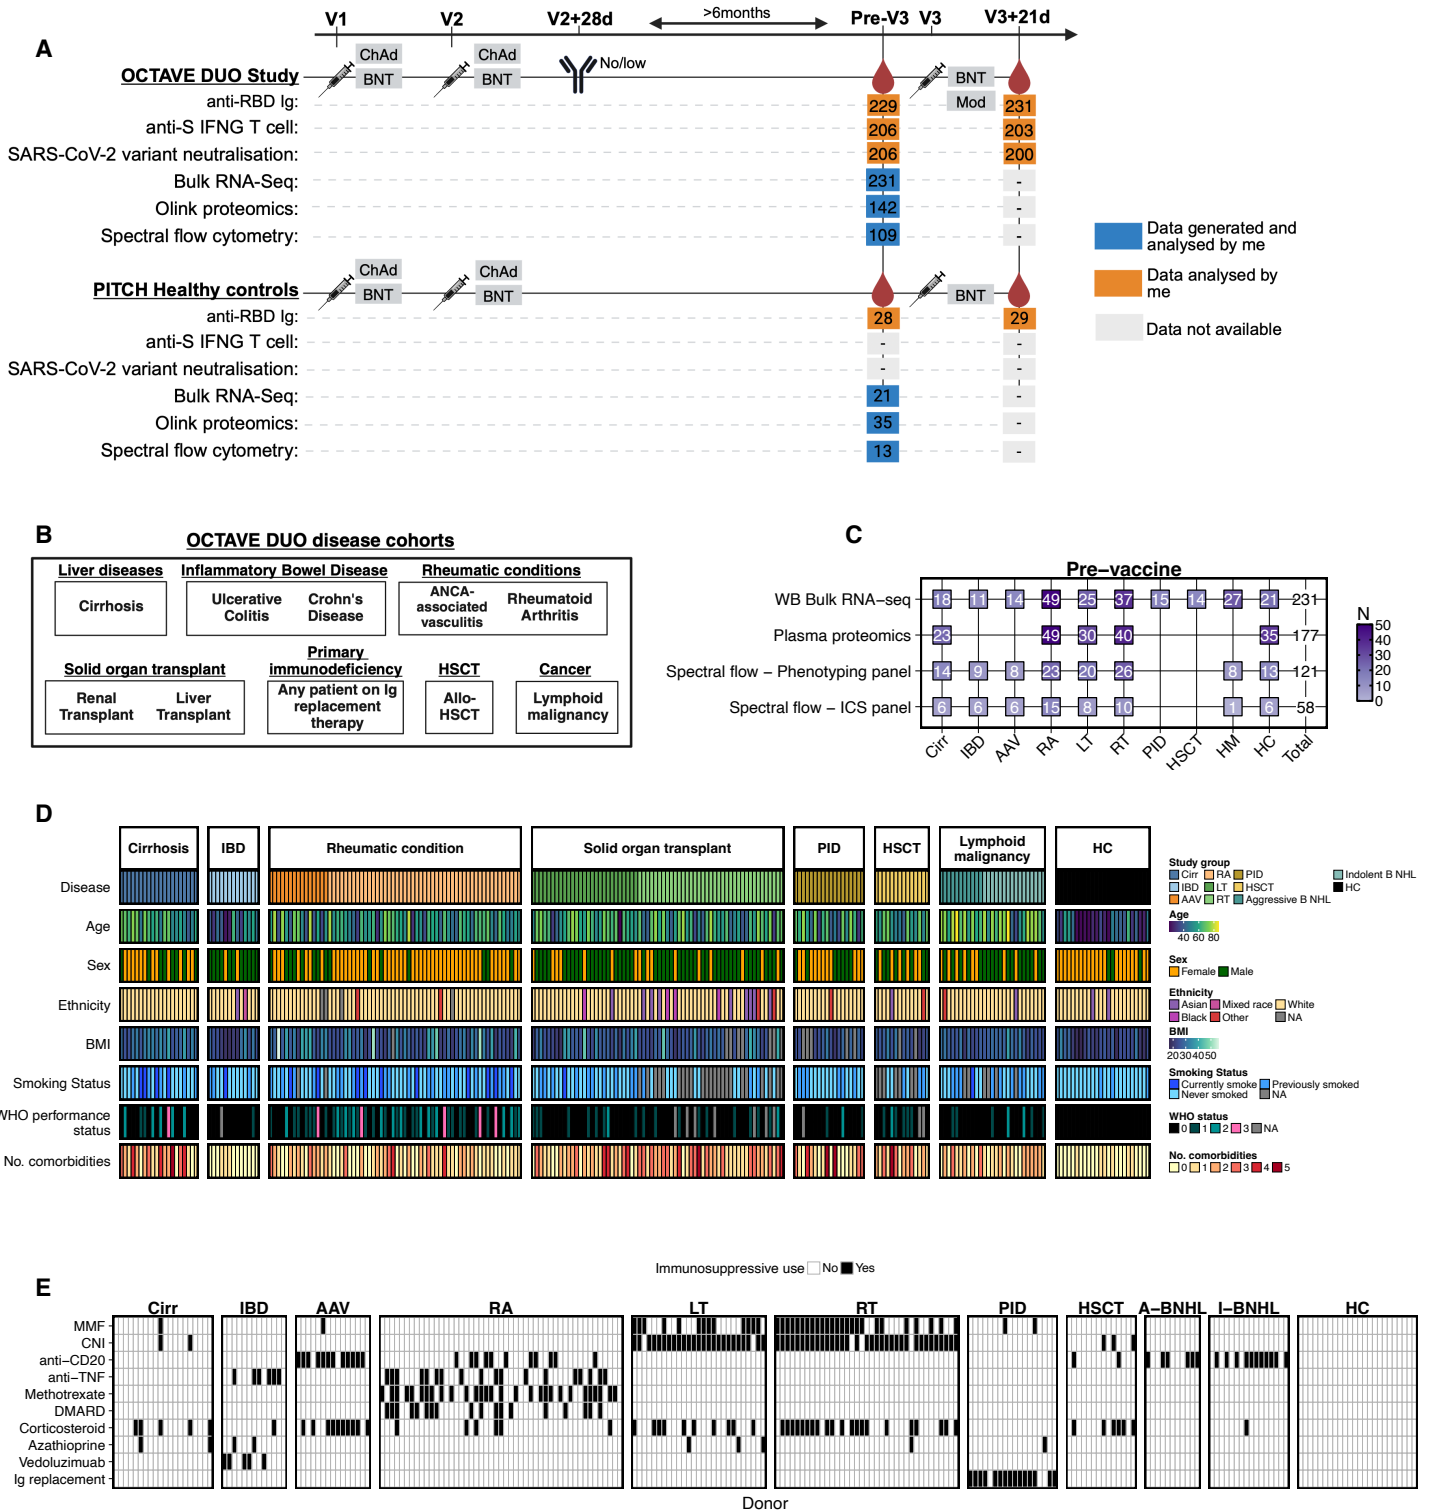 V1 V2 V2+28d >6months Pre-V3 V3 V3+21d
A
ChAd ChAd
OCTAVE DUO Study BNT BNT No/low BNT
anti-RBD Ig: 229 Mod 231
anti-S IFNG T cell: 206 203
SARS-CoV-2 variant neutralisation: 206 200
Bulk RNA-Seq: 231 -
Olink proteomics: 142 -
Spectral flow cytometry: 109 -
ChAd ChAd
PITCH Healthy controls BNT BNT BNT
anti-RBD Ig: 28 29
anti-S IFNG T cell: - -
SARS-CoV-2 variant neutralisation: - -
Bulk RNA-Seq: 21 -
Olink proteomics: 35 -
Spectral flow cytometry: 13 -
Data generated and
analysed by me
Data analysed by
me
Data not available
B
OCTAVE DUO disease cohorts
Liver diseases
Cirrhosis
Inflammatory Bowel Disease
Ulcerative
Colitis
Crohn's
Disease
Rheumatic conditions
ANCA-
associated
vasculitis
Rheumatoid
Arthritis
Solid organ transplant
Renal
Transplant
Liver
Transplant
Primary
immunodeficiency
Any patient on Ig
replacement
therapy
HSCT
Allo-
HSCT
Cancer
Lymphoid
malignancy
C
Pre−vaccine
WB Bulk RNA−seq 18 11 14 49 25 37 15 14 27 21 231
Plasma proteomics 23 49 30 40 35 177
Spectral flow − Phenotyping panel 14 9 8 23 20 26 8 13 121
Spectral flow − ICS panel 6 6 6 15 8 10 1 6 58
Cirr IBD AAV RA LT RT PID HSCT HM HC Total
N
50
40
30
20
10
0
D
Cirrhosis IBD Rheumatic condition Solid organ transplant PID HSCT Lymphoid
malignancy HC
Disease
Age
Sex
Ethnicity
BMI
Smoking Status
WHO performance
status
No. comorbidities
Study group
Cirr RA PID Indolent B NHL
IBD LT HSCT HC
AAV RT Aggressive B NHL
Age
40 60 80
Sex
Female Male
Ethnicity
Asian Mixed race White
Black Other NA
BMI
20304050
Smoking Status
Currently smoke Previously smoked
Never smoked NA
WHO status
0 1 2 3 NA
No. comorbidities
0 1 2 3 4 5
Immunosuppressive use No Yes
E
Cirr IBD AAV RA LT RT PID HSCT A−BNHL I−BNHL HC
MMF
CNI
anti−CD20
anti−TNF
Methotrexate
DMARD
Corticosteroid
Azathioprine
Vedoluzimuab
Ig replacement
Donor